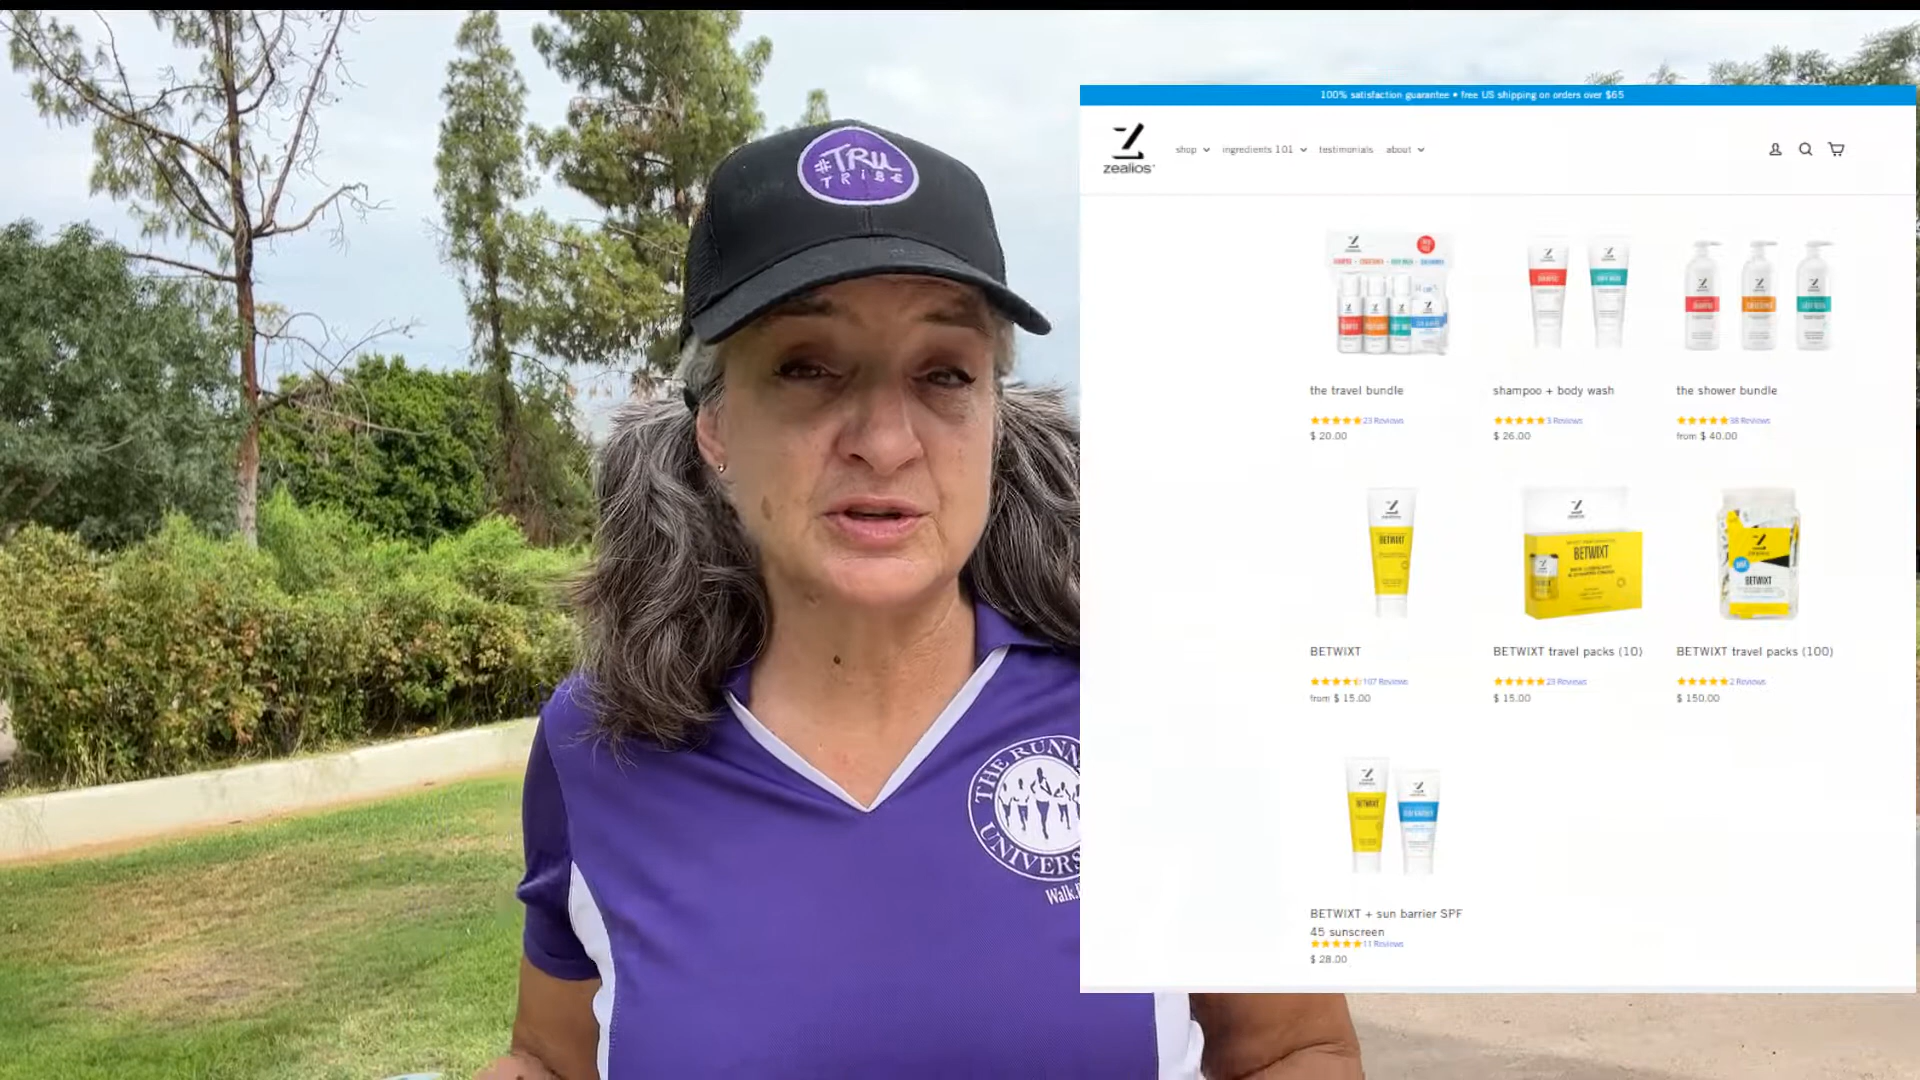 #TRU
TRiBE
THE RUNN
UNIVERS
Walk.
100% satisfaction guarantee • free US shipping on orders over $65
zealios
shop
ingredients 101
testimonials
about
the travel bundle
shampoo + body wash
the shower bundle
23 Reviews
3 Reviews
38 Reviews
$ 20.00
$ 26.00
from $ 40.00
BETWIXT
BETWIXT
BETWIXT
BETWIXT
BETWIXT travel packs (10)
BETWIXT travel packs (100)
107 Reviews
23 Reviews
2 Reviews
from $ 15.00
$ 15.00
$ 150.00
BETWIXT
BETWIXT + sun barrier SPF
45 sunscreen
11 Reviews
$ 28.00